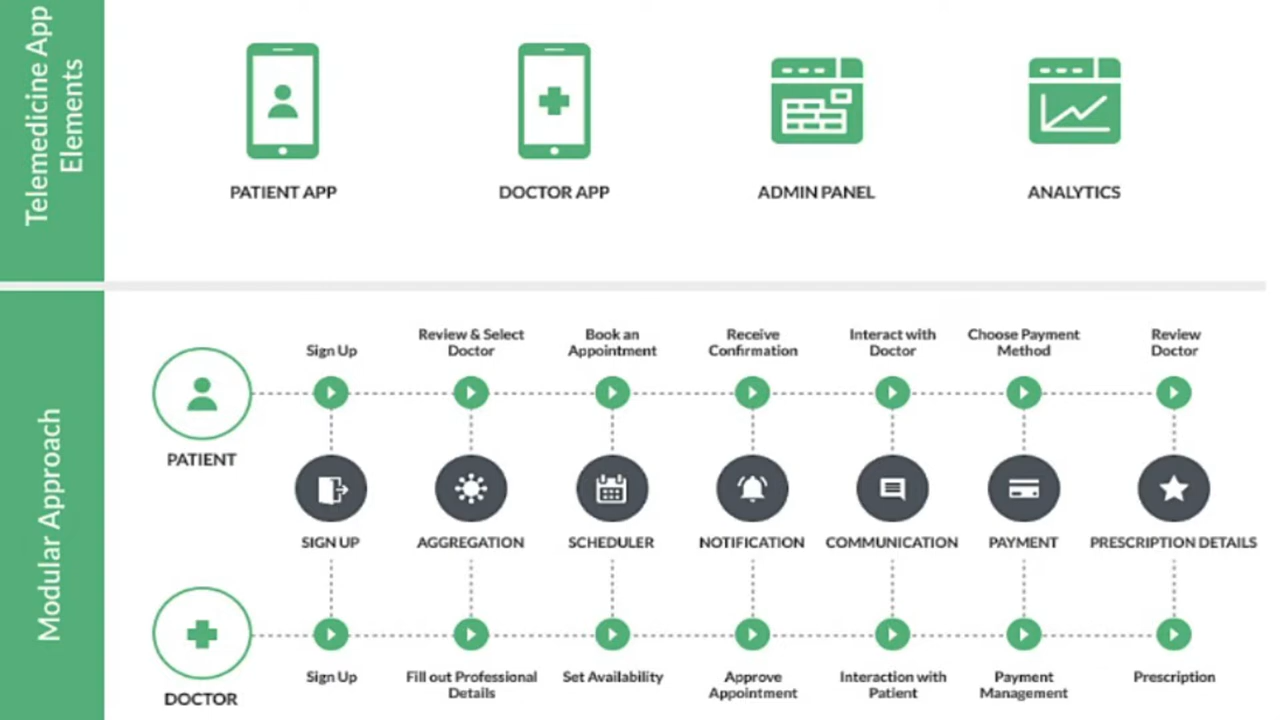 Telemedicine App
Elements
PATIENT APP
DOCTOR APP
ADMIN PANEL
ANALYTICS
Modular Approach
PATIENT
Sign Up
Review & Select
Doctor
Book an
Appointment
Receive
Confirmation
Interact with
Doctor
Choose Payment
Method
Review
Doctor
SIGN UP
AGGREGATION
SCHEDULER
NOTIFICATION
COMMUNICATION
PAYMENT
PRESCRIPTION DETAILS
DOCTOR
Sign Up
Fill out Professional
Details
Set Availability
Approve
Appointment
Interaction with
Patient
Payment
Management
Prescription